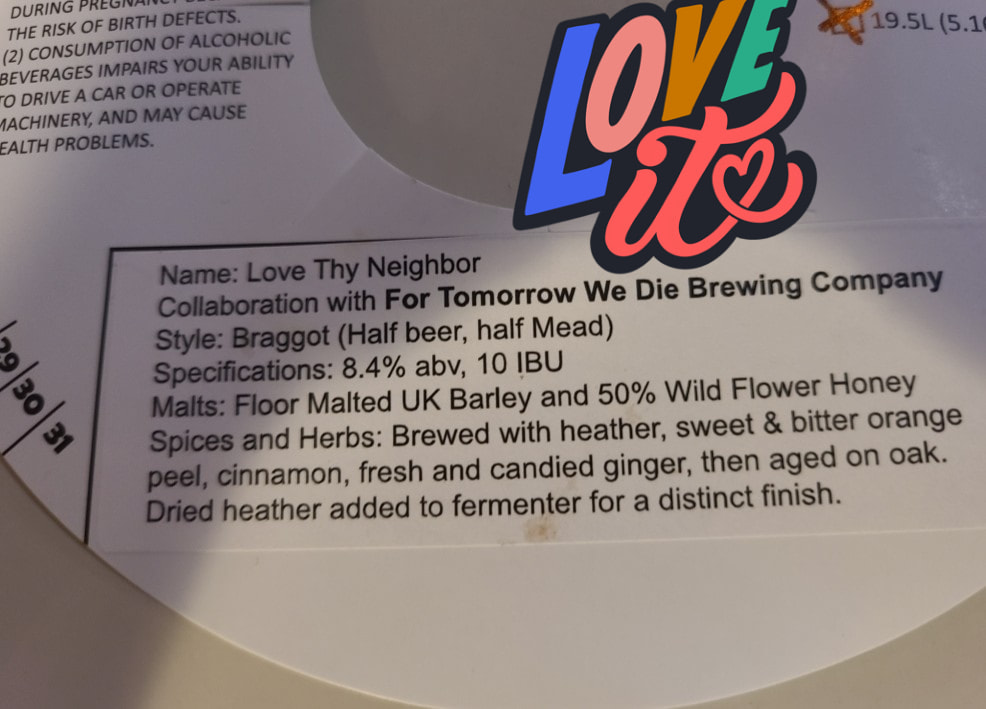 DURING
THE RISK OF BIRTH DEFECTS.
(2) CONSUMPTION OF ALCOHOLIC
BEVERAGES IMPAIRS YOUR ABILITY
TO DRIVE A CAR OR OPERATE
MACHINERY, AND MAY CAUSE
EALTH PROBLEMS.
LOVE
it
19.5L (5.1
Name: Love Thy Neighbor
Collaboration with For Tomorrow We Die Brewing Company
Style: Braggot (Half beer, half Mead)
Specifications: 8.4% abv, 10 IBU
Malts: Floor Malted UK Barley and 50% Wild Flower Honey
Spices and Herbs: Brewed with heather, sweet & bitter orange
peel, cinnamon, fresh and candied ginger, then aged on oak.
Dried heather added to fermenter for a distinct finish.
29/30/31